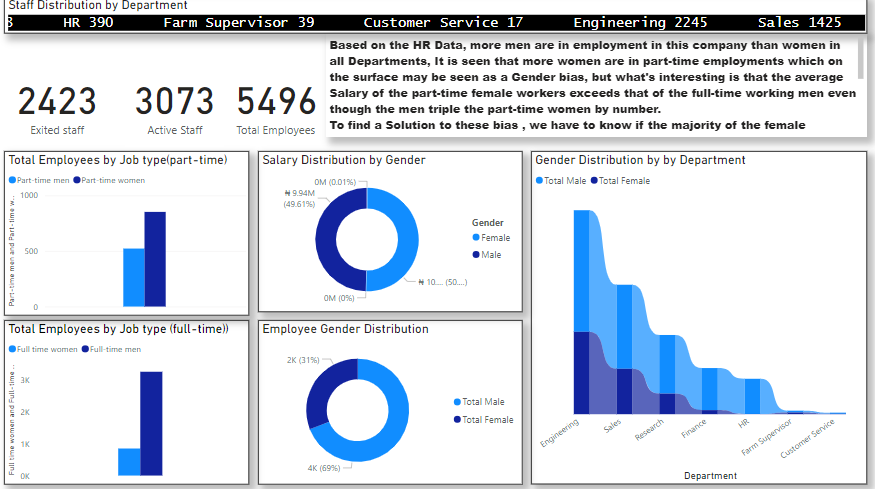 Staff Distribution by Department
HR 390 Farm Supervisor 39 Customer Service 17 Engineering 2245 Sales 1425
Based on the HR Data, more men are in employment in this company than women in
all Departments, It is seen that more women are in part-time employments which on
the surface may be seen as a Gender bias, but what's interesting is that the average
Salary of the part-time female workers exceeds that of the full-time working men even
though the men triple the part-time women by number.
To find a Solution to these bias , we have to know if the majority of the female
2423 3073 5496
Exited staff Active Staff Total Employees
Total Employees by Job type(part-time)
Part-time men Part-time women
Part-time men and Part-time w...
1000
500
0
Salary Distribution by Gender
0M (0.01%)
₦ 9.94M
(49.61%)
₦ 10.... (50....)
0M (0%)
Gender
Female
Male
Gender Distribution by by Department
Total Male Total Female
Engineering
Sales
Research
Finance
HR
Farm Supervisor
Customer Service
Department
Total Employees by Job type (full-time))
Full time women Full-time men
Full time women and Full-time...
3K
2K
1K
0K
Employee Gender Distribution
2K (31%)
4K (69%)
Total Male
Total Female